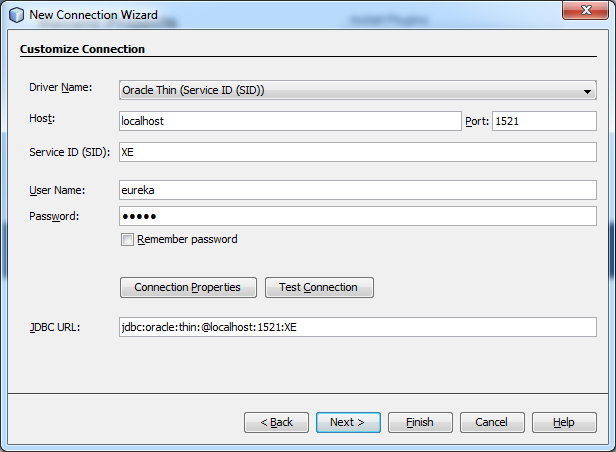 New Connection Wizard
Install Plugins
Customize Connection
Driver Name: Oracle Thin (Service ID (SID))
Host: localhost Port: 1521
Service ID (SID): XE
User Name: eureka
Password: •••••
Remember password
Connection Properties Test Connection
JDBC URL: jdbc:oracle:thin:@localhost:1521:XE
< Back Next > Finish Cancel Help